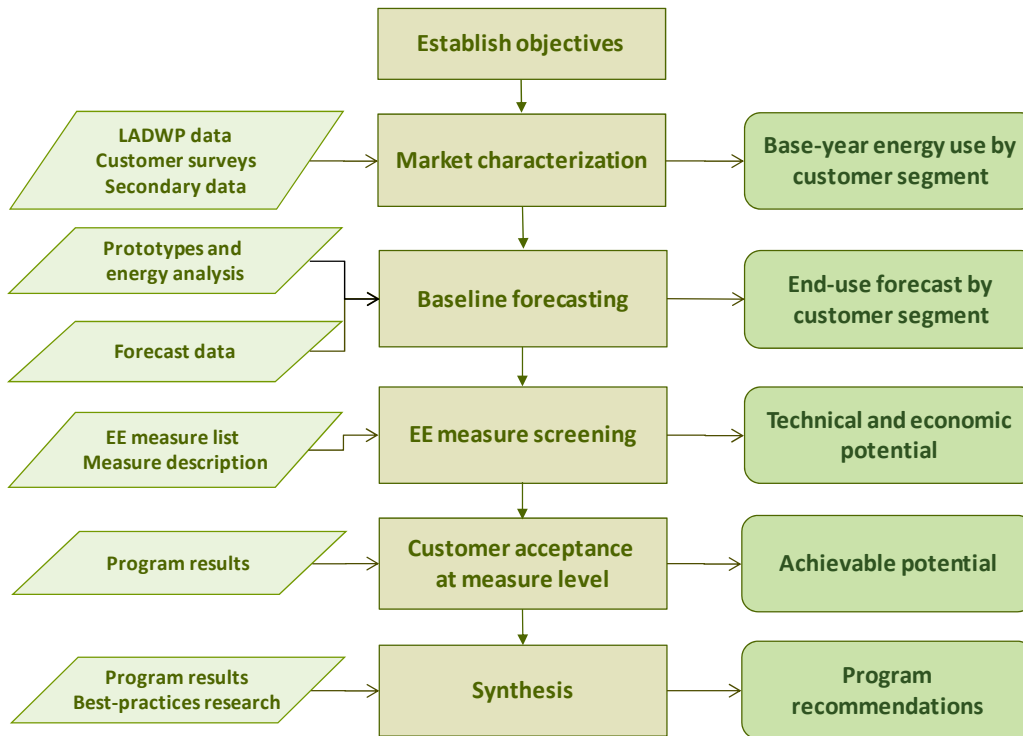 Establish objectives
LADWP data
Customer surveys
Secondary data
Market characterization
Base-year energy use by
customer segment
Prototypes and
energy analysis
Forecast data
Baseline forecasting
End-use forecast by
customer segment
EE measure list
Measure description
EE measure screening
Technical and economic
potential
Program results
Customer acceptance
at measure level
Achievable potential
Program results
Best-practices research
Synthesis
Program
recommendations